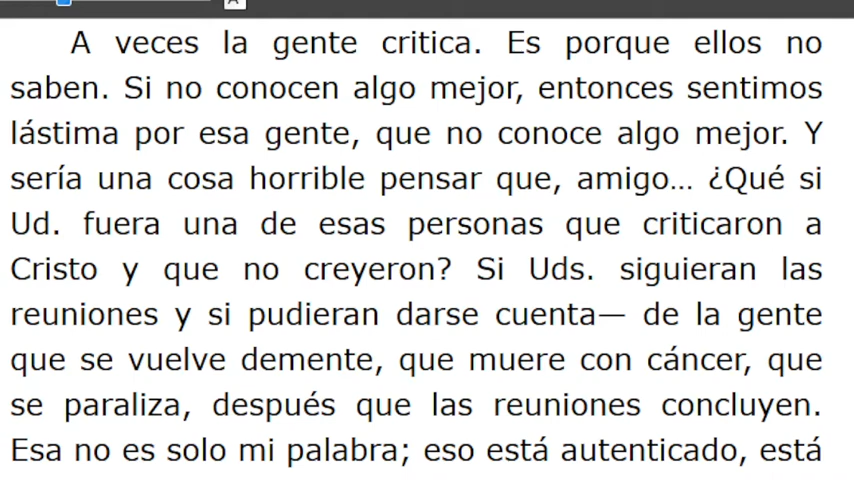 A veces la gente critica. Es porque ellos no
saben. Si no conocen algo mejor, entonces sentimos
lástima por esa gente, que no conoce algo mejor. Y
sería una cosa horrible pensar que, amigo… ¿Qué si
Ud. fuera una de esas personas que criticaron a
Cristo y que no creyeron? Si Uds. siguieran las
reuniones y si pudieran darse cuenta— de la gente
que se vuelve demente, que muere con cáncer, que
se paraliza, después que las reuniones concluyen.
Esa no es solo mi palabra; eso está autenticado, está